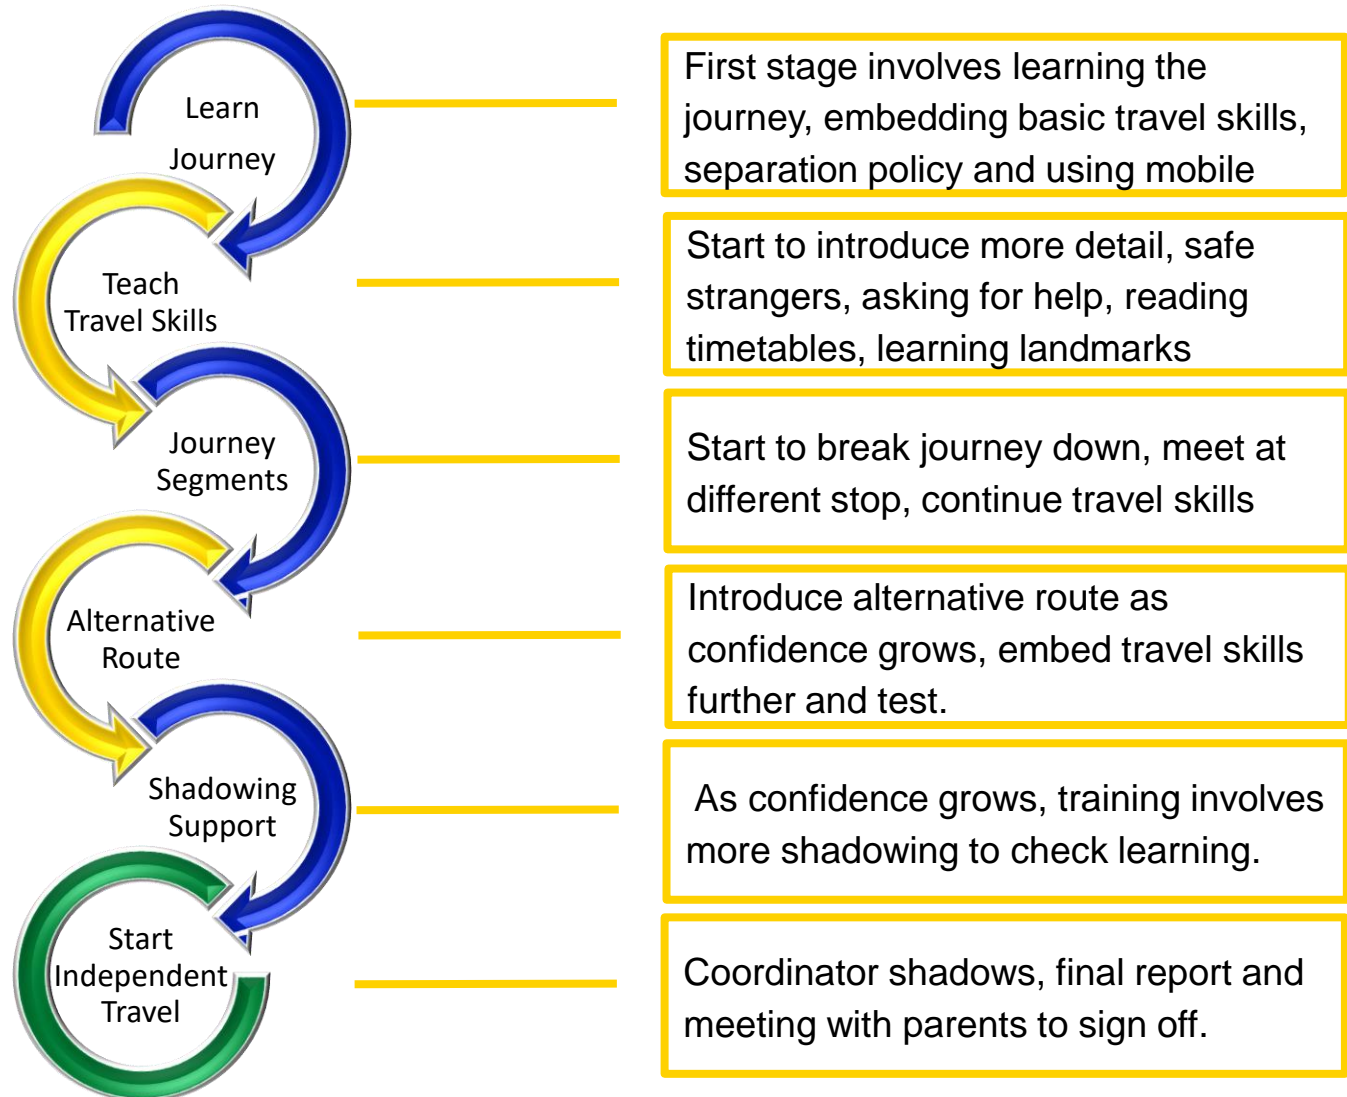 Learn
Journey
First stage involves learning the
journey, embedding basic travel skills,
separation policy and using mobile
Teach
Travel Skills
Start to introduce more detail, safe
strangers, asking for help, reading
timetables, learning landmarks
Journey
Segments
Start to break journey down, meet at
different stop, continue travel skills
Alternative
Route
Introduce alternative route as
confidence grows, embed travel skills
further and test.
Shadowing
Support
As confidence grows, training involves
more shadowing to check learning.
Start
Independent
Travel
Coordinator shadows, final report and
meeting with parents to sign off.